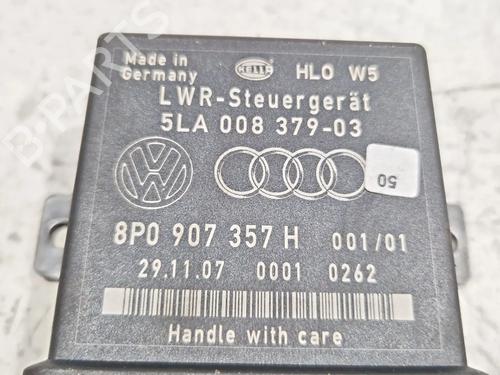 Made in
Germany
HELLA
HLO W5
LWR-Steuergerät
5LA 008 379-03
50
8P0 907 357 H 001/01
29.11.07 0001 0262
Handle with care
B-PARTS